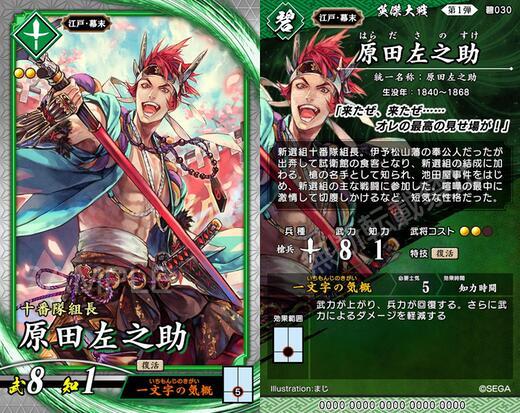 江戸・幕末
十番隊組長
原田左之助
復活
武8 知1
いちもんじのきがい
一文字の気概
5
碧
江戸・幕末
英傑大戦
第1弾
碧030
はらださのすけ
原田左之助
統一名称：原田左之助
生没年：1840～1868
「来たぜ、来たぜ……
オレの最高の見せ場が！」
新選組十番隊組長。伊予松山藩の奉公人だったが
出奔して試衛館の食客となり、新選組の結成に加
わる。槍の名手として知られ、池田屋事件をはじ
め、新選組の主な戦闘に参加した。喧嘩の最中に
激情して切腹しかけるなど、短気な性格だった。
兵種 武力 知力 武将コスト
槍兵 8 1 特技 復活
いちもんじのきがい 必要士気 効果時間
一文字の気概 5 知力時間
効果範囲
武力が上がり、兵力が回復する。さらに武
力によるダメージを軽減する
Illustration:まじ
©SEGA
0000 0000 0000 0000 0000